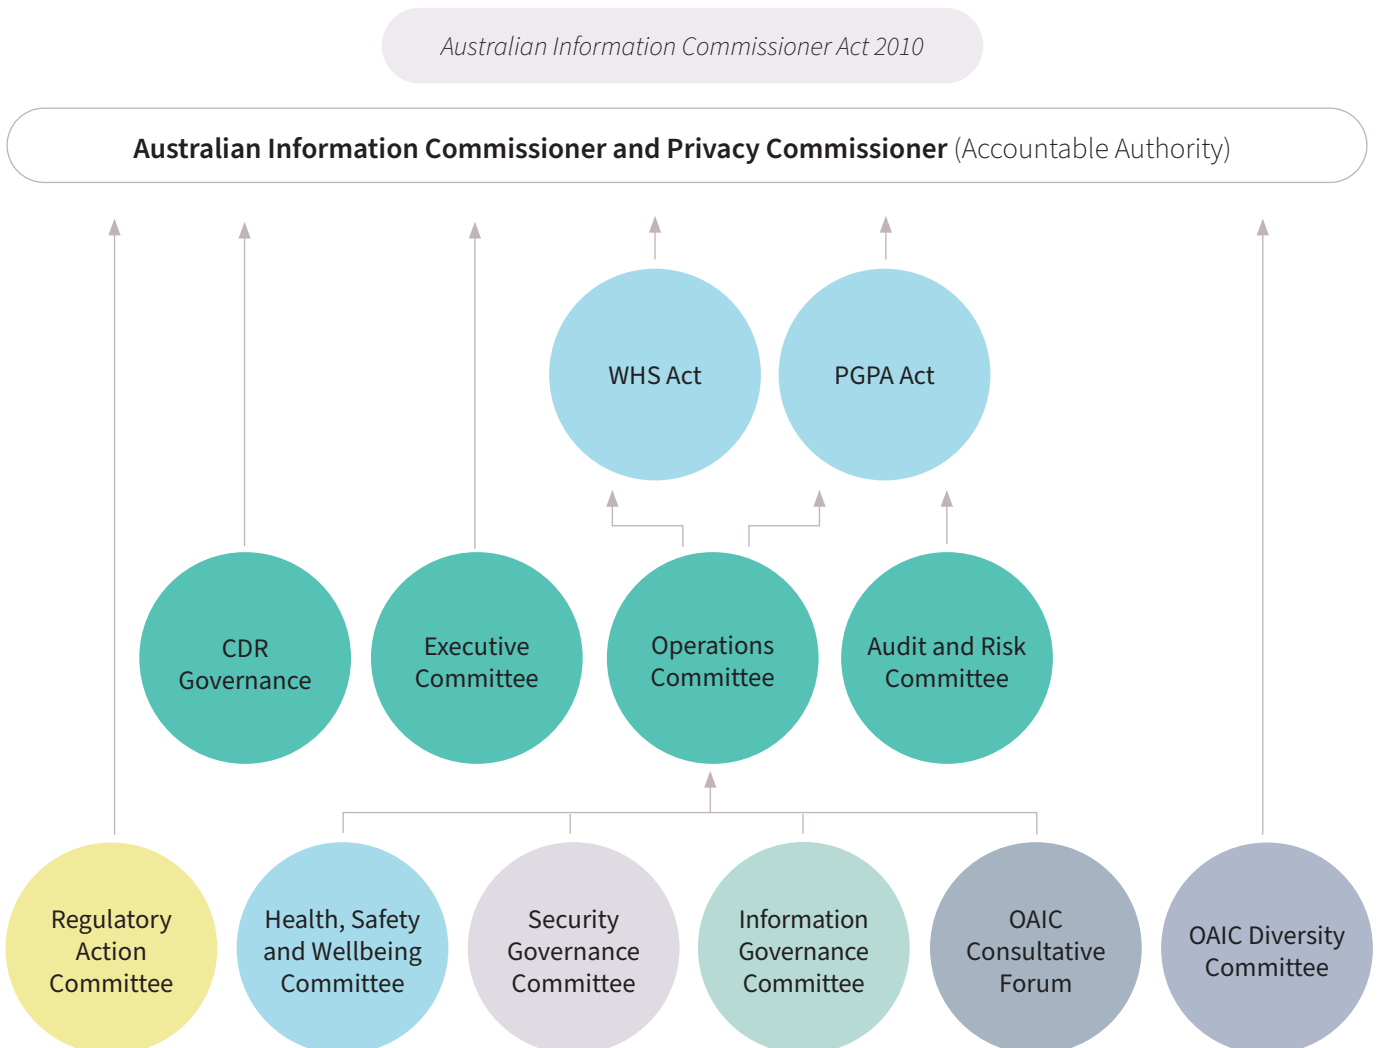 Australian Information Commissioner Act 2010
Australian Information Commissioner and Privacy Commissioner (Accountable Authority)
WHS Act
PGPA Act
CDR
Governance
Executive
Committee
Operations
Committee
Audit and Risk
Committee
Regulatory
Action
Committee
Health, Safety
and Wellbeing
Committee
Security
Governance
Committee
Information
Governance
Committee
OAIC
Consultative
Forum
OAIC Diversity
Committee